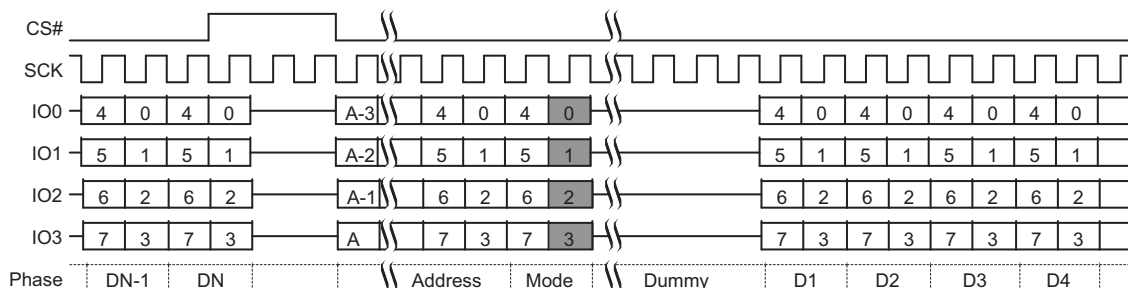 CS#
SCK
IO0 4 0 4 0 A-3 4 0 4 0 4 0 4 0 4 0 4 0
IO1 5 1 5 1 A-2 5 1 5 1 5 1 5 1 5 1 5 1
IO2 6 2 6 2 A-1 6 2 6 2 6 2 6 2 6 2 6 2
IO3 7 3 7 3 A 7 3 7 3 7 3 7 3 7 3 7 3
Phase DN-1 DN Address Mode Dummy D1 D2 D3 D4